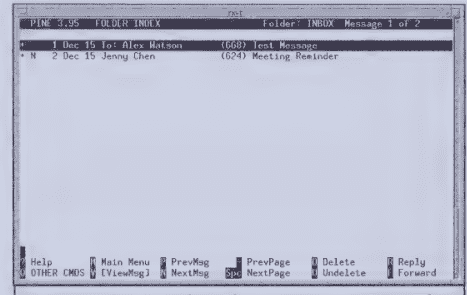 PINE 3.95 FOLDER INDEX Folder: INBOX Message 1 of 2
+ 1 Dec 15 To: Alex Watson (668) Test Message
+ N 2 Dec 15 Jenny Chen (624) Meeting Reminder
? Help M Main Menu P PrevMsg - PrevPage D Delete R Reply
O OTHER CMDS V [ViewMsg] N NextMsg Spc NextPage U Undelete F Forward